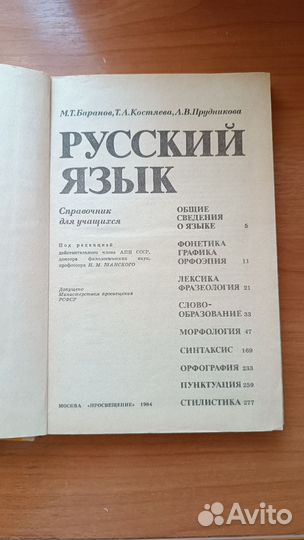 М.Т.Баранов, Т.А.Костяева, А.В.Прудникова
РУССКИЙ
ЯЗЫК
Справочник
для учащихся
Под редакцией
действительного члена АПН СССР,
доктора филологических наук,
профессора Н. М. ШАНСКОГО
Допущено
Министерством просвещения
РСФСР
ОБЩИЕ
СВЕДЕНИЯ
О ЯЗЫКЕ 5
ФОНЕТИКА
ГРАФИКА
ОРФОЭПИЯ 11
ЛЕКСИКА
ФРАЗЕОЛОГИЯ 21
СЛОВО-
ОБРАЗОВАНИЕ 33
МОРФОЛОГИЯ 47
СИНТАКСИС 169
ОРФОГРАФИЯ 233
ПУНКТУАЦИЯ 259
СТИЛИСТИКА 277
МОСКВА «ПРОСВЕЩЕНИЕ» 1984
Avito